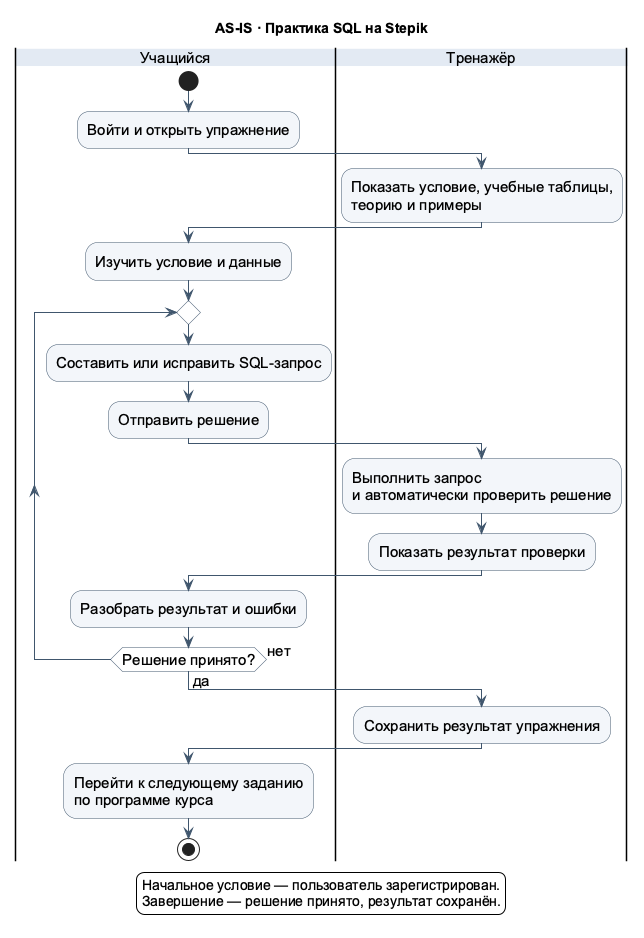 AS-IS · Практика SQL на Stepik
Учащийся
Тренажёр
Войти и открыть упражнение
Показать условие, учебные таблицы,
теорию и примеры
Изучить условие и данные
Составить или исправить SQL-запрос
Отправить решение
Выполнить запрос
и автоматически проверить решение
Показать результат проверки
Разобрать результат и ошибки
Решение принято?
нет
да
Сохранить результат упражнения
Перейти к следующему заданию
по программе курса
Начальное условие — пользователь зарегистрирован.
Завершение — решение принято, результат сохранён.